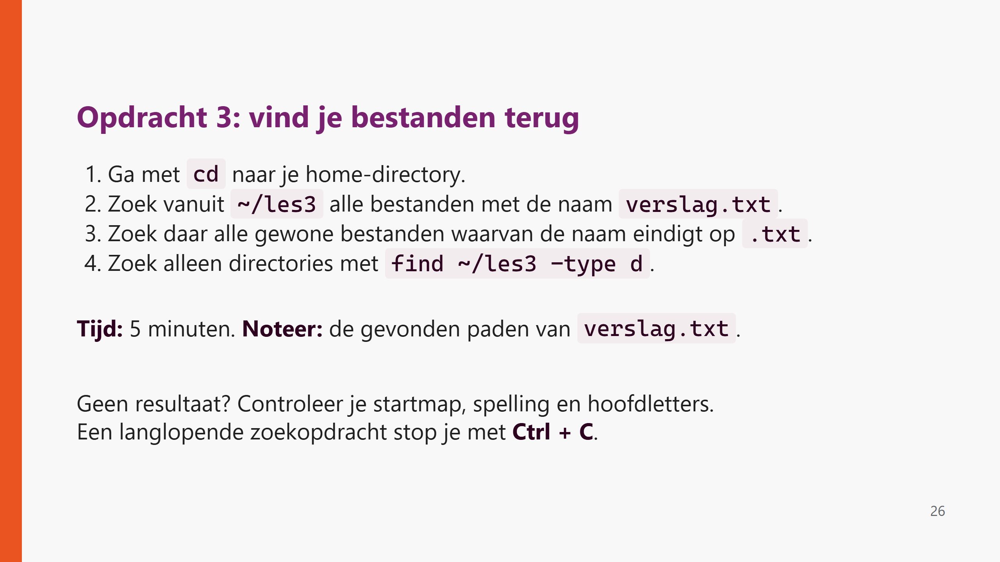 Opdracht 3: vind je bestanden terug
1. Ga met cd naar je home-directory.
2. Zoek vanuit ~/les3 alle bestanden met de naam verslag.txt.
3. Zoek daar alle gewone bestanden waarvan de naam eindigt op .txt.
4. Zoek alleen directories met find ~/les3 -type d.
Tijd: 5 minuten. Noteer: de gevonden paden van verslag.txt.
Geen resultaat? Controleer je startmap, spelling en hoofdletters.
Een langlopende zoekopdracht stop je met Ctrl + C.
26